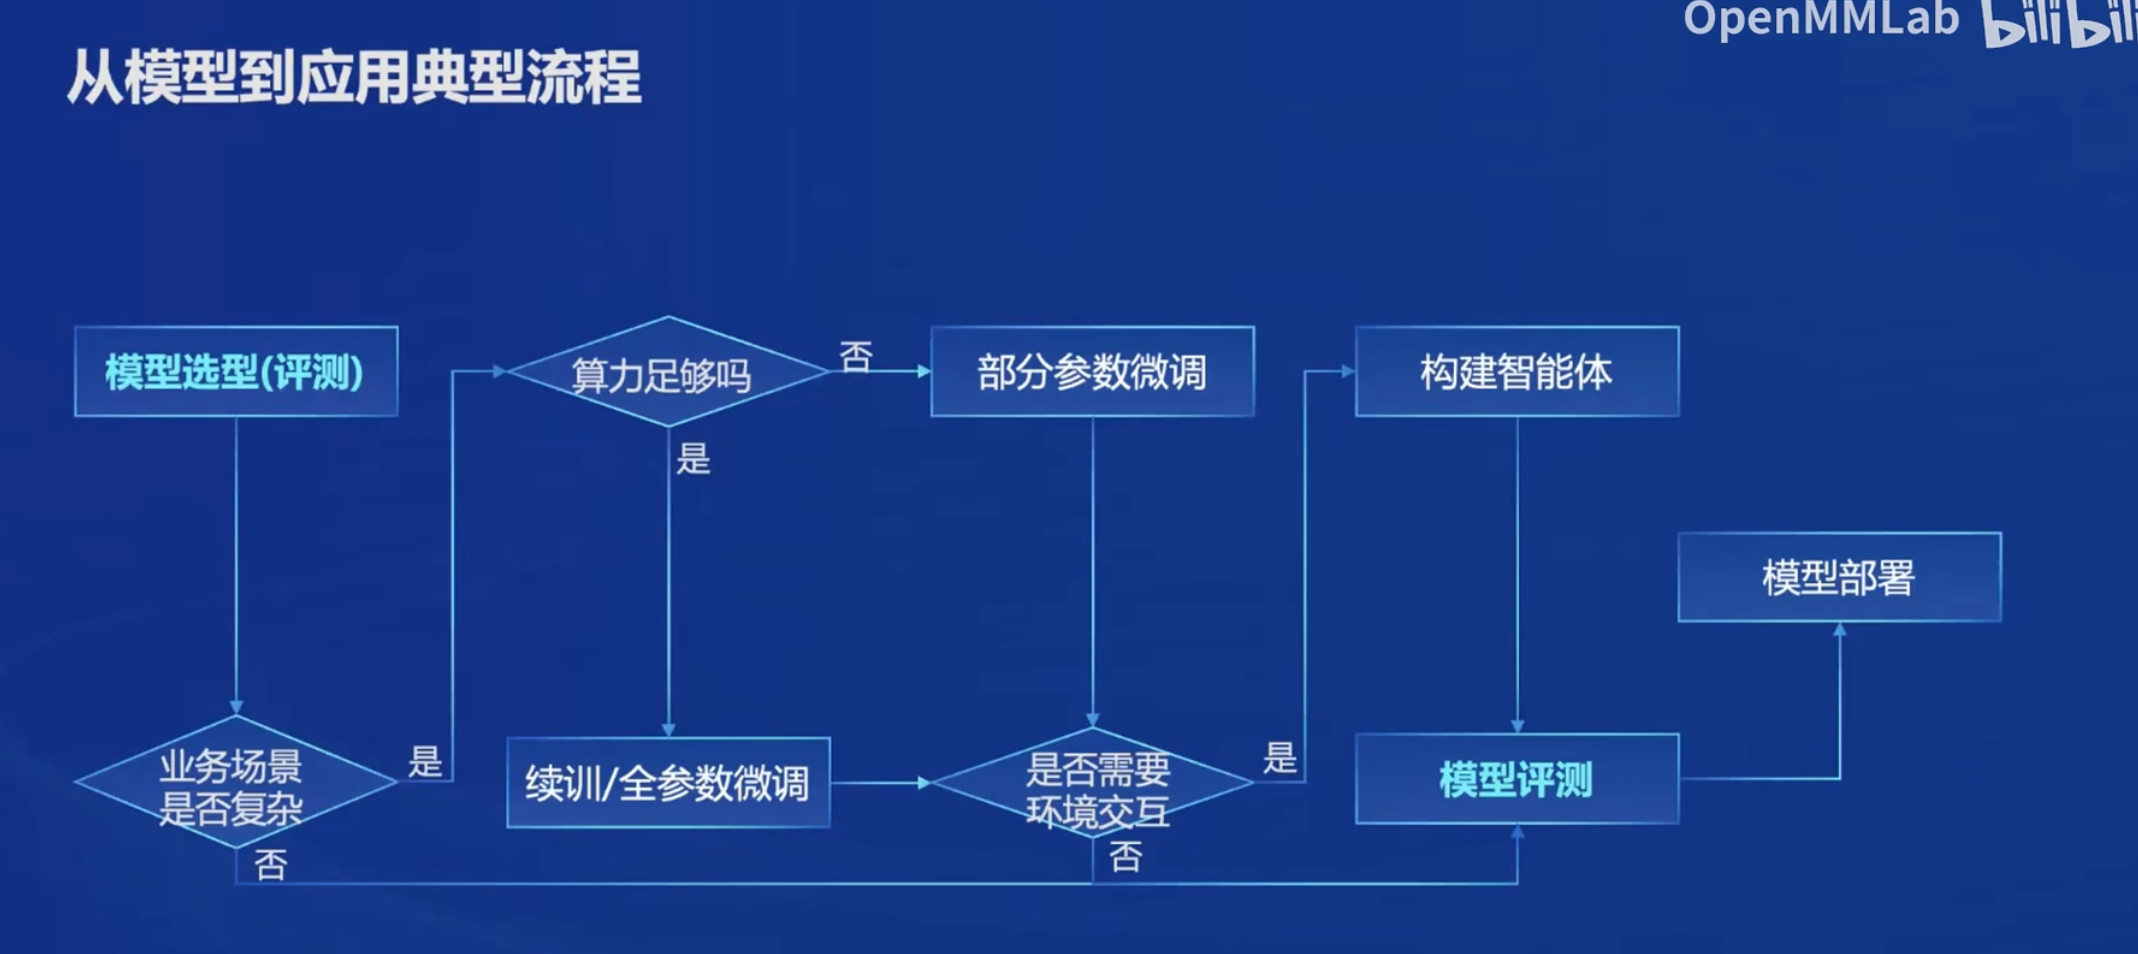 OpenMMLab bilibili
从模型到应用典型流程
模型选型(评测)
算力足够吗
否
部分参数微调
构建智能体
是
模型部署
业务场景
是否复杂
是
续训/全参数微调
是否需要
环境交互
是
模型评测
否
否